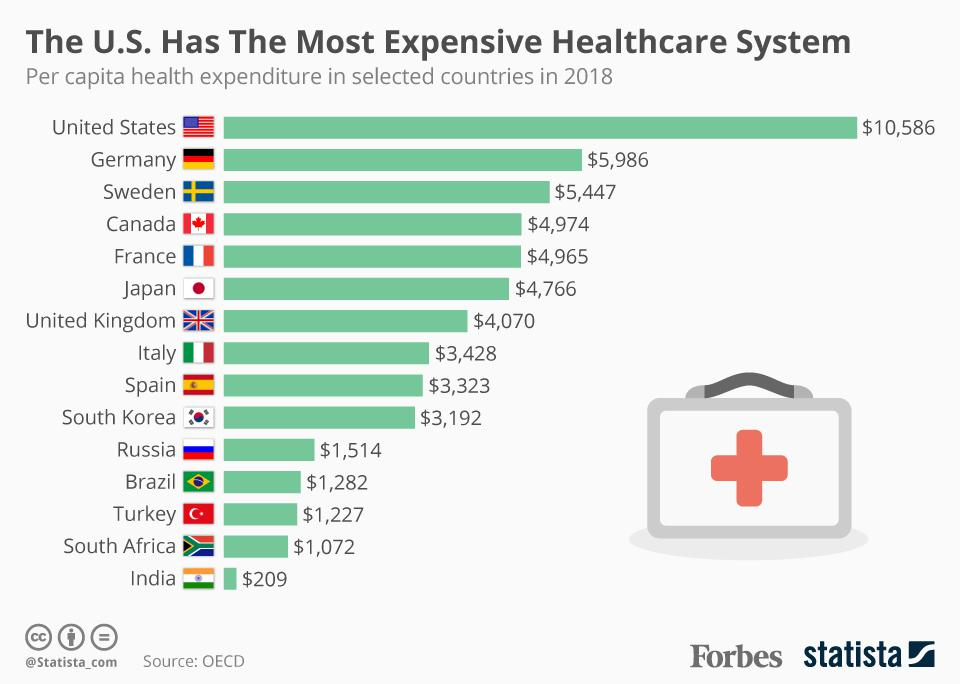 The U.S. Has The Most Expensive Healthcare System
Per capita health expenditure in selected countries in 2018
United States $10,586
Germany $5,986
Sweden $5,447
Canada $4,974
France $4,965
Japan $4,766
United Kingdom $4,070
Italy $3,428
Spain $3,323
South Korea $3,192
Russia $1,514
Brazil $1,282
Turkey $1,227
South Africa $1,072
India $209
cc
@Statista_com Source: OECD
Forbes statista